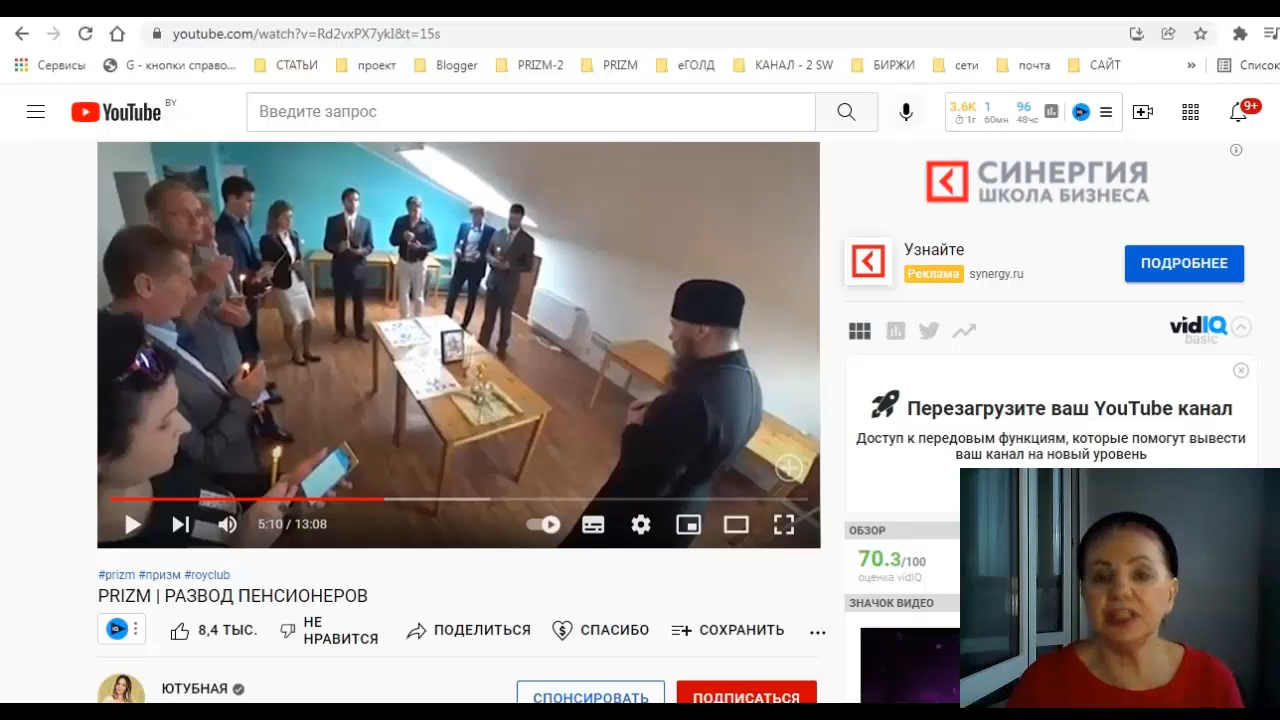 youtube.com/watch?v=Rd2vxPX7ykI&t=15s
Сервисы
G - кнопки справо...
СТАТЬИ
проект
Blogger
PRIZM-2
PRIZM
еГОЛД
КАНАЛ - 2 SW
БИРЖИ
сети
почта
САЙТ
»
Список
YouTube BY
Введите запрос
3.6K 1 96
1г 60мн 48чс
9+
СИНЕРГИЯ
ШКОЛА БИЗНЕСА
Узнайте
Реклама synergy.ru
ПОДРОБНЕЕ
vidIQ
basic
Перезагрузите ваш YouTube канал
Доступ к передовым функциям, которые помогут вывести
ваш канал на новый уровень
5:10 / 13:08
ОБЗОР
70.3/100
оценка vidIQ
ЗНАЧОК ВИДЕО
#prizm #призм #royclub
PRIZM | РАЗВОД ПЕНСИОНЕРОВ
8,4 ТЫС.
НЕ
НРАВИТСЯ
ПОДЕЛИТЬСЯ
СПАСИБО
СОХРАНИТЬ
ЮТУБНАЯ
СПОНСИРОВАТЬ
ПОДПИСАТЬСЯ